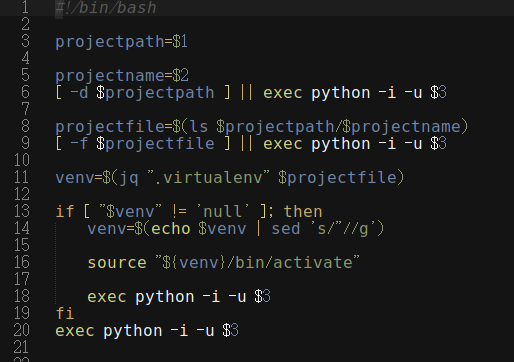 1 #!/bin/bash
2
3 projectpath=$1
4
5 projectname=$2
6 [ -d $projectpath ] || exec python -i -u $3
7
8 projectfile=$(ls $projectpath/$projectname)
9 [ -f $projectfile ] || exec python -i -u $3
10
11 venv=$(jq ".virtualenv" $projectfile)
12
13 if [ "$venv" != 'null' ]; then
14 venv=$(echo $venv | sed 's/"//g')
15
16 source "${venv}/bin/activate"
17
18 exec python -i -u $3
19 fi
20 exec python -i -u $3
21